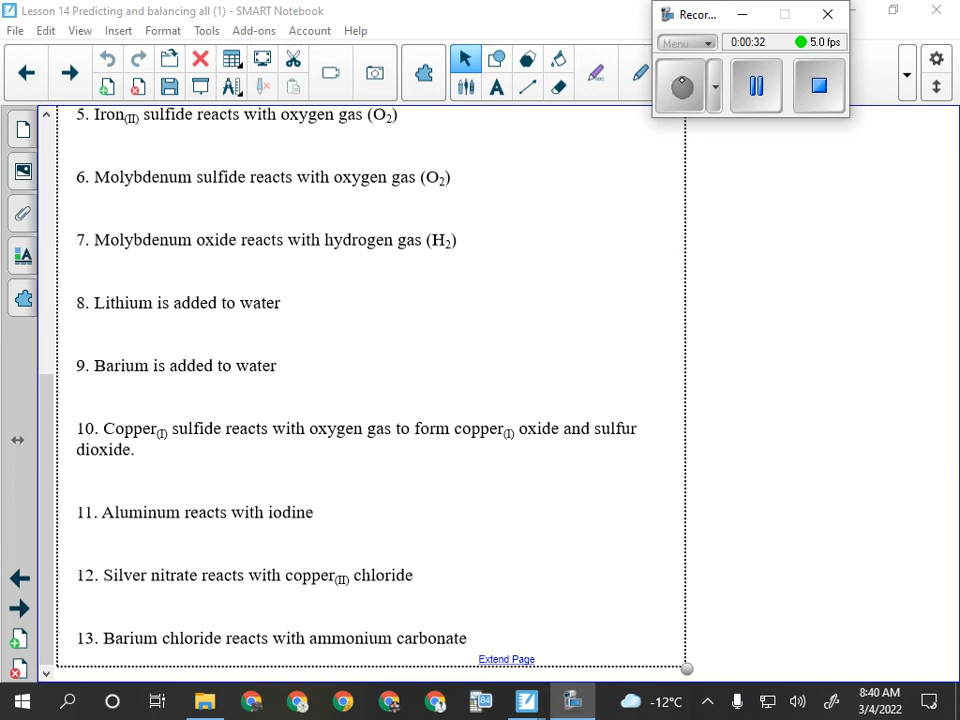 Lesson 14 Predicting and balancing all (1) - SMART Notebook
Recor...
File Edit View Insert Format Tools Add-ons Account Help
Menu 0:00:32 5.0 fps
5. Iron(II) sulfide reacts with oxygen gas (O2)
6. Molybdenum sulfide reacts with oxygen gas (O2)
7. Molybdenum oxide reacts with hydrogen gas (H2)
8. Lithium is added to water
9. Barium is added to water
10. Copper(I) sulfide reacts with oxygen gas to form copper(I) oxide and sulfur
dioxide.
11. Aluminum reacts with iodine
12. Silver nitrate reacts with copper(II) chloride
13. Barium chloride reacts with ammonium carbonate
Extend Page
-12°C
8:40 AM
3/4/2022